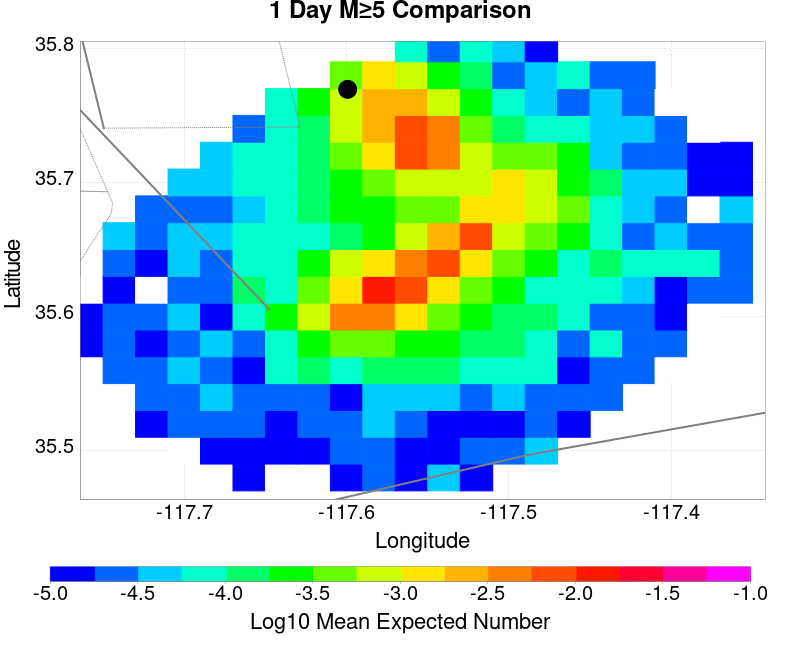 1 Day M≥5 Comparison
35.8
35.7
35.6
35.5
Latitude
-117.7 -117.6 -117.5 -117.4
Longitude
-5.0 -4.5 -4.0 -3.5 -3.0 -2.5 -2.0 -1.5 -1.0
Log10 Mean Expected Number